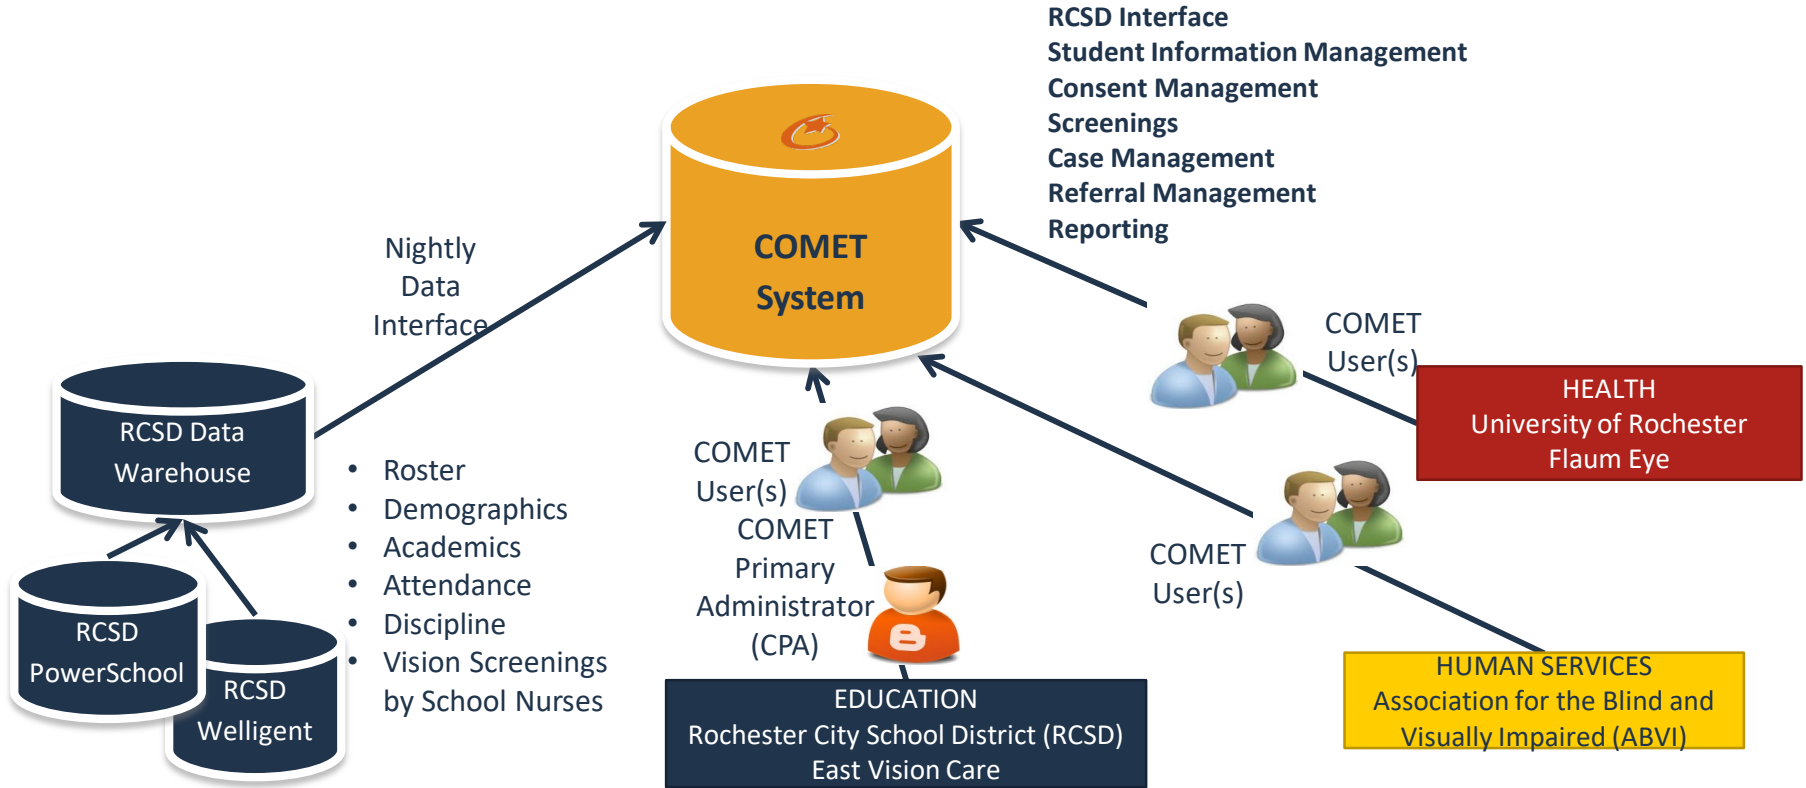 RCSD Interface
Student Information Management
Consent Management
Screenings
Case Management
Referral Management
Reporting
COMET
System
Nightly
Data
Interface
RCSD Data
Warehouse
RCSD
PowerSchool
RCSD
Welligent
• Roster
• Demographics
• Academics
• Attendance
• Discipline
• Vision Screenings
by School Nurses
COMET
User(s)
COMET
Primary
Administrator
(CPA)
EDUCATION
Rochester City School District (RCSD)
East Vision Care
COMET
User(s)
HEALTH
University of Rochester
Flaum Eye
COMET
User(s)
HUMAN SERVICES
Association for the Blind and
Visually Impaired (ABVI)